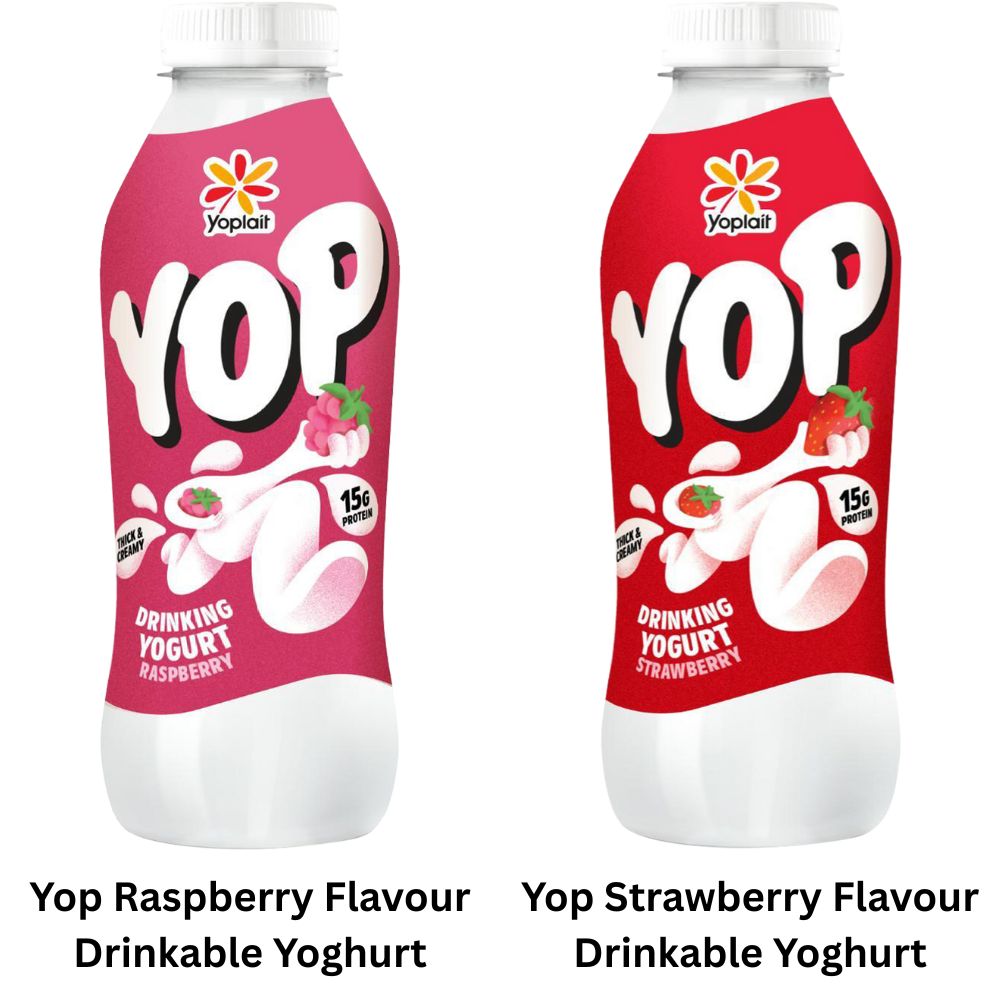 Yoplait
YOP
15G
PROTEIN
THICK &
CREAMY
DRINKING
YOGURT
RASPBERRY
Yop Raspberry Flavour
Drinkable Yoghurt
Yoplait
YOP
15G
PROTEIN
THICK &
CREAMY
DRINKING
YOGURT
STRAWBERRY
Yop Strawberry Flavour
Drinkable Yoghurt